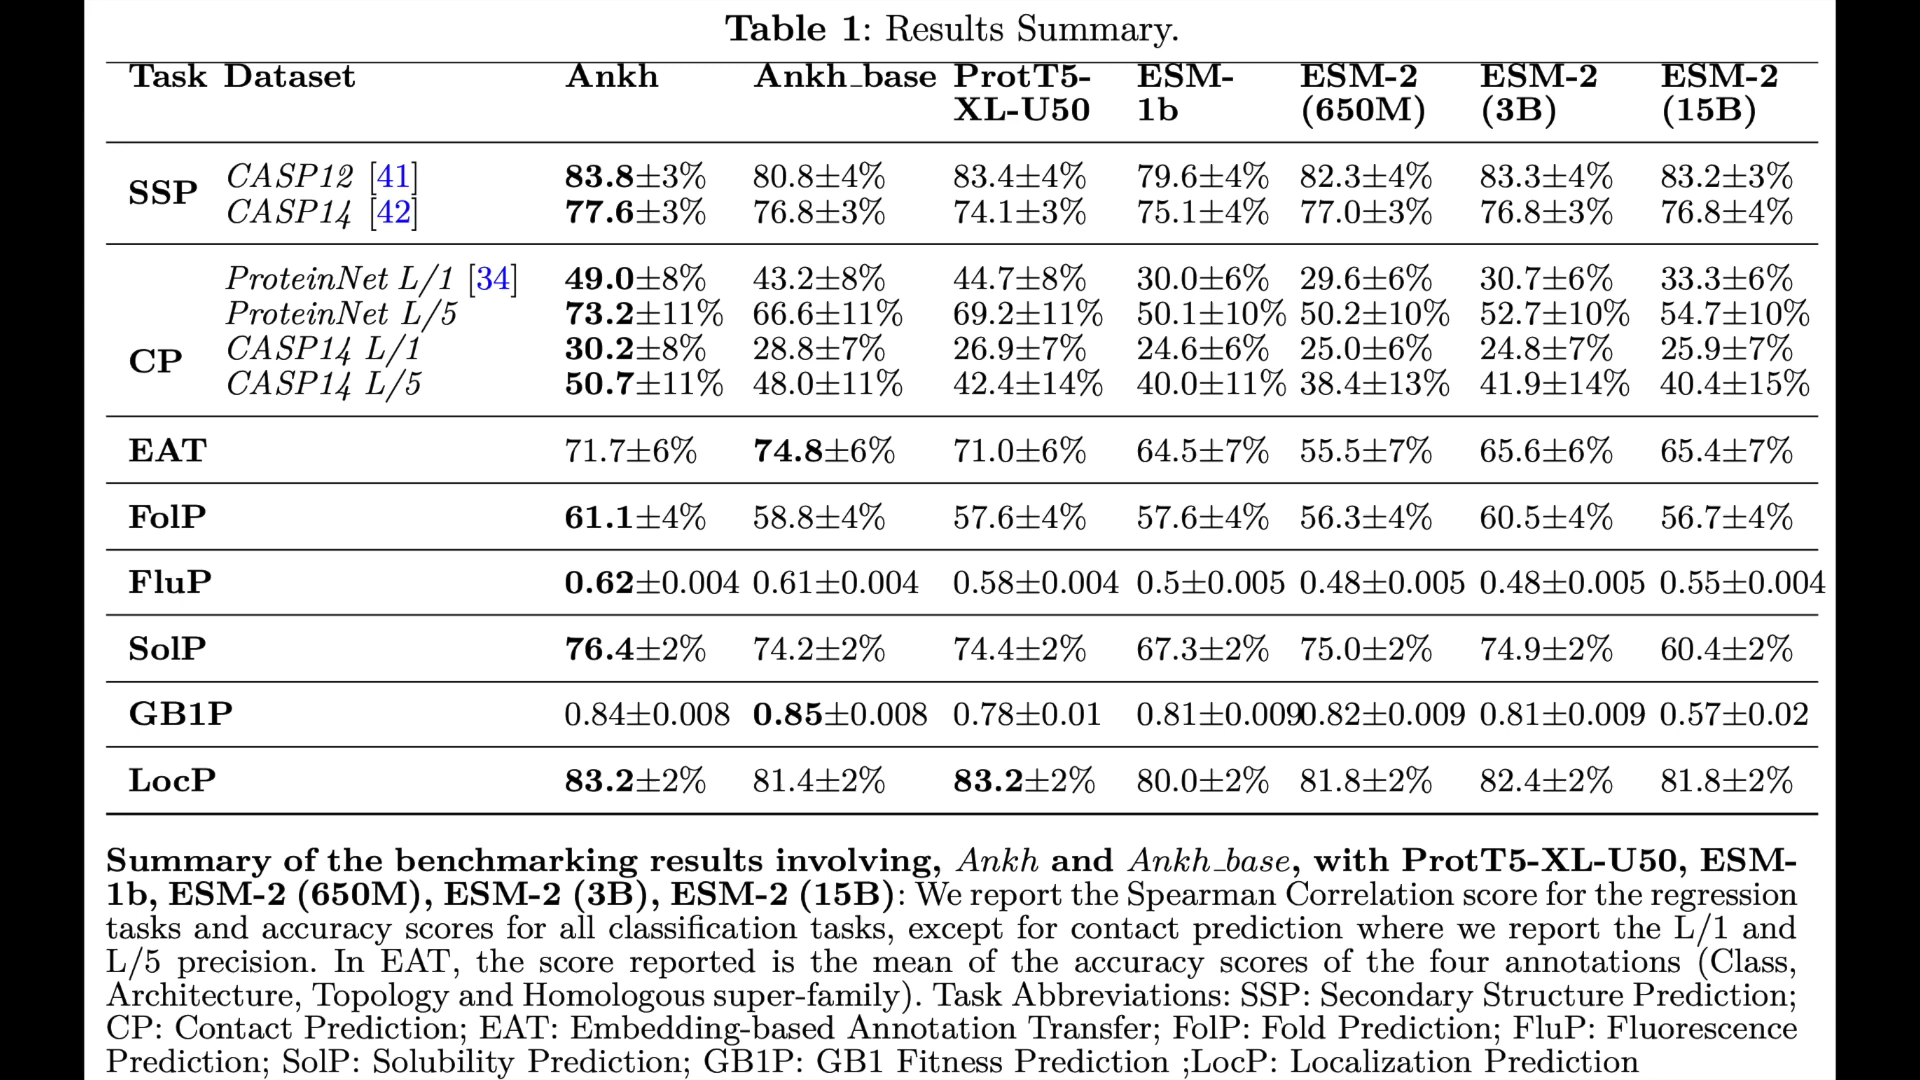 Table 1: Results Summary.
Task Dataset Ankh Ankh_base ProtT5-XL-U50 ESM-1b ESM-2 (650M) ESM-2 (3B) ESM-2 (15B)
SSP
CASP12 [41] 83.8±3% 80.8±4% 83.4±4% 79.6±4% 82.3±4% 83.3±4% 83.2±3%
CASP14 [42] 77.6±3% 76.8±3% 74.1±3% 75.1±4% 77.0±3% 76.8±3% 76.8±4%
CP
ProteinNet L/1 [34] 49.0±8% 43.2±8% 44.7±8% 30.0±6% 29.6±6% 30.7±6% 33.3±6%
ProteinNet L/5 73.2±11% 66.6±11% 69.2±11% 50.1±10% 50.2±10% 52.7±10% 54.7±10%
CASP14 L/1 30.2±8% 28.8±7% 26.9±7% 24.6±6% 25.0±6% 24.8±7% 25.9±7%
CASP14 L/5 50.7±11% 48.0±11% 42.4±14% 40.0±11% 38.4±13% 41.9±14% 40.4±15%
EAT 71.7±6% 74.8±6% 71.0±6% 64.5±7% 55.5±7% 65.6±6% 65.4±7%
FolP 61.1±4% 58.8±4% 57.6±4% 57.6±4% 56.3±4% 60.5±4% 56.7±4%
FluP 0.62±0.004 0.61±0.004 0.58±0.004 0.5±0.005 0.48±0.005 0.48±0.005 0.55±0.004
SolP 76.4±2% 74.2±2% 74.4±2% 67.3±2% 75.0±2% 74.9±2% 60.4±2%
GB1P 0.84±0.008 0.85±0.008 0.78±0.01 0.81±0.009 0.82±0.009 0.81±0.009 0.57±0.02
LocP 83.2±2% 81.4±2% 83.2±2% 80.0±2% 81.8±2% 82.4±2% 81.8±2%
Summary of the benchmarking results involving, Ankh and Ankh_base, with ProtT5-XL-U50, ESM-
1b, ESM-2 (650M), ESM-2 (3B), ESM-2 (15B): We report the Spearman Correlation score for the regression
tasks and accuracy scores for all classification tasks, except for contact prediction where we report the L/1 and
L/5 precision. In EAT, the score reported is the mean of the accuracy scores of the four annotations (Class,
Architecture, Topology and Homologous super-family). Task Abbreviations: SSP: Secondary Structure Prediction;
CP: Contact Prediction; EAT: Embedding-based Annotation Transfer; FolP: Fold Prediction; FluP: Fluorescence
Prediction; SolP: Solubility Prediction; GB1P: GB1 Fitness Prediction ;LocP: Localization Prediction